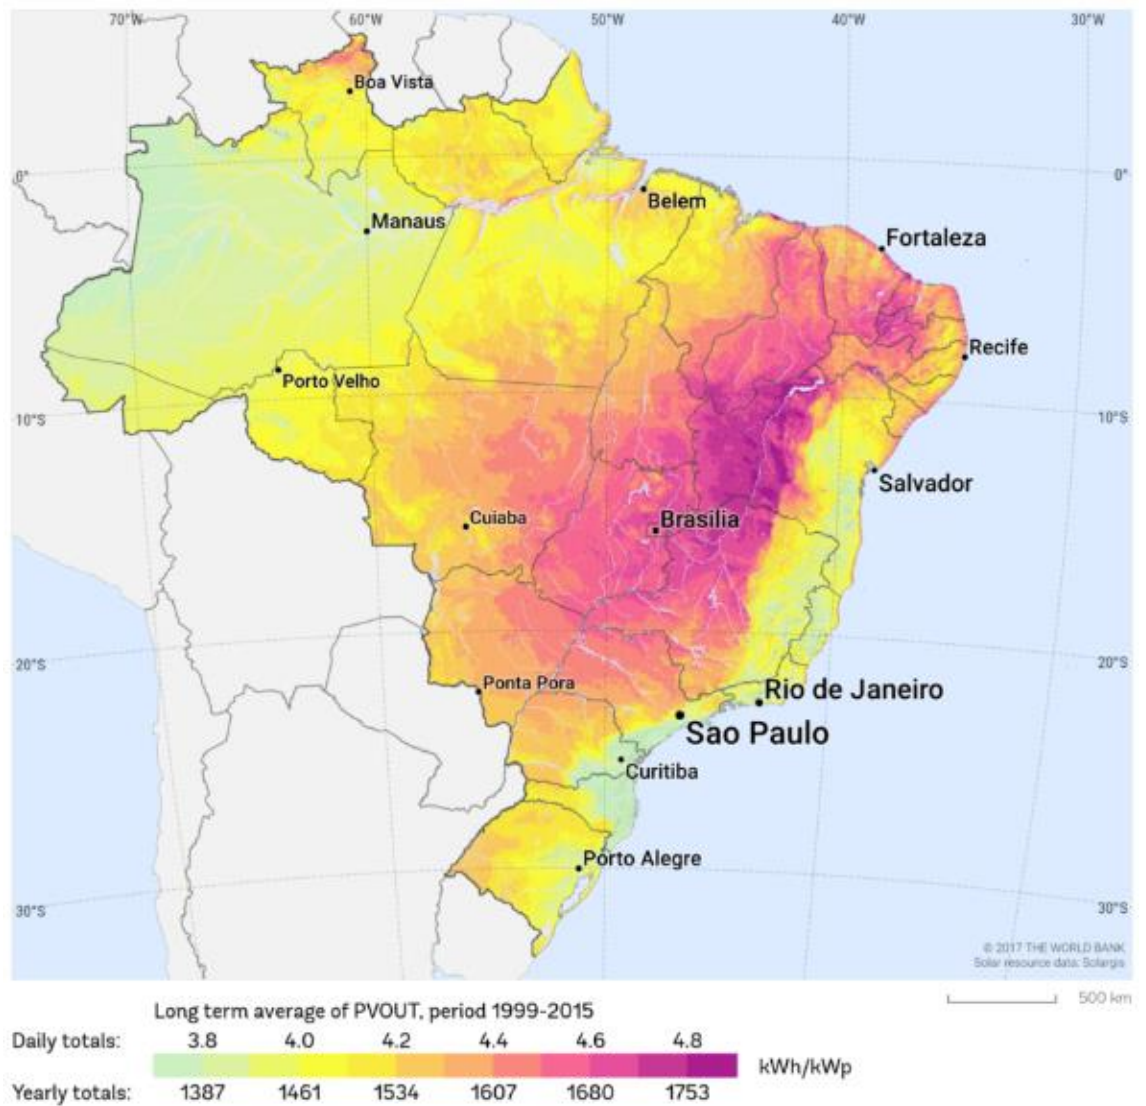 70°W 60°W 50°W 40°W 30°W
Boa Vista
0° 0°
Belem
Manaus
Fortaleza
Recife
Porto Velho
10°S 10°S
Salvador
Cuiaba
Brasilia
20°S 20°S
Ponta Pora
Rio de Janeiro
Sao Paulo
Curitiba
Porto Alegre
30°S 30°S
© 2017 THE WORLD BANK
Solar resource data: Solargis
500 km
Long term average of PVOUT, period 1999-2015
Daily totals: 3.8 4.0 4.2 4.4 4.6 4.8
kWh/kWp
Yearly totals: 1387 1461 1534 1607 1680 1753